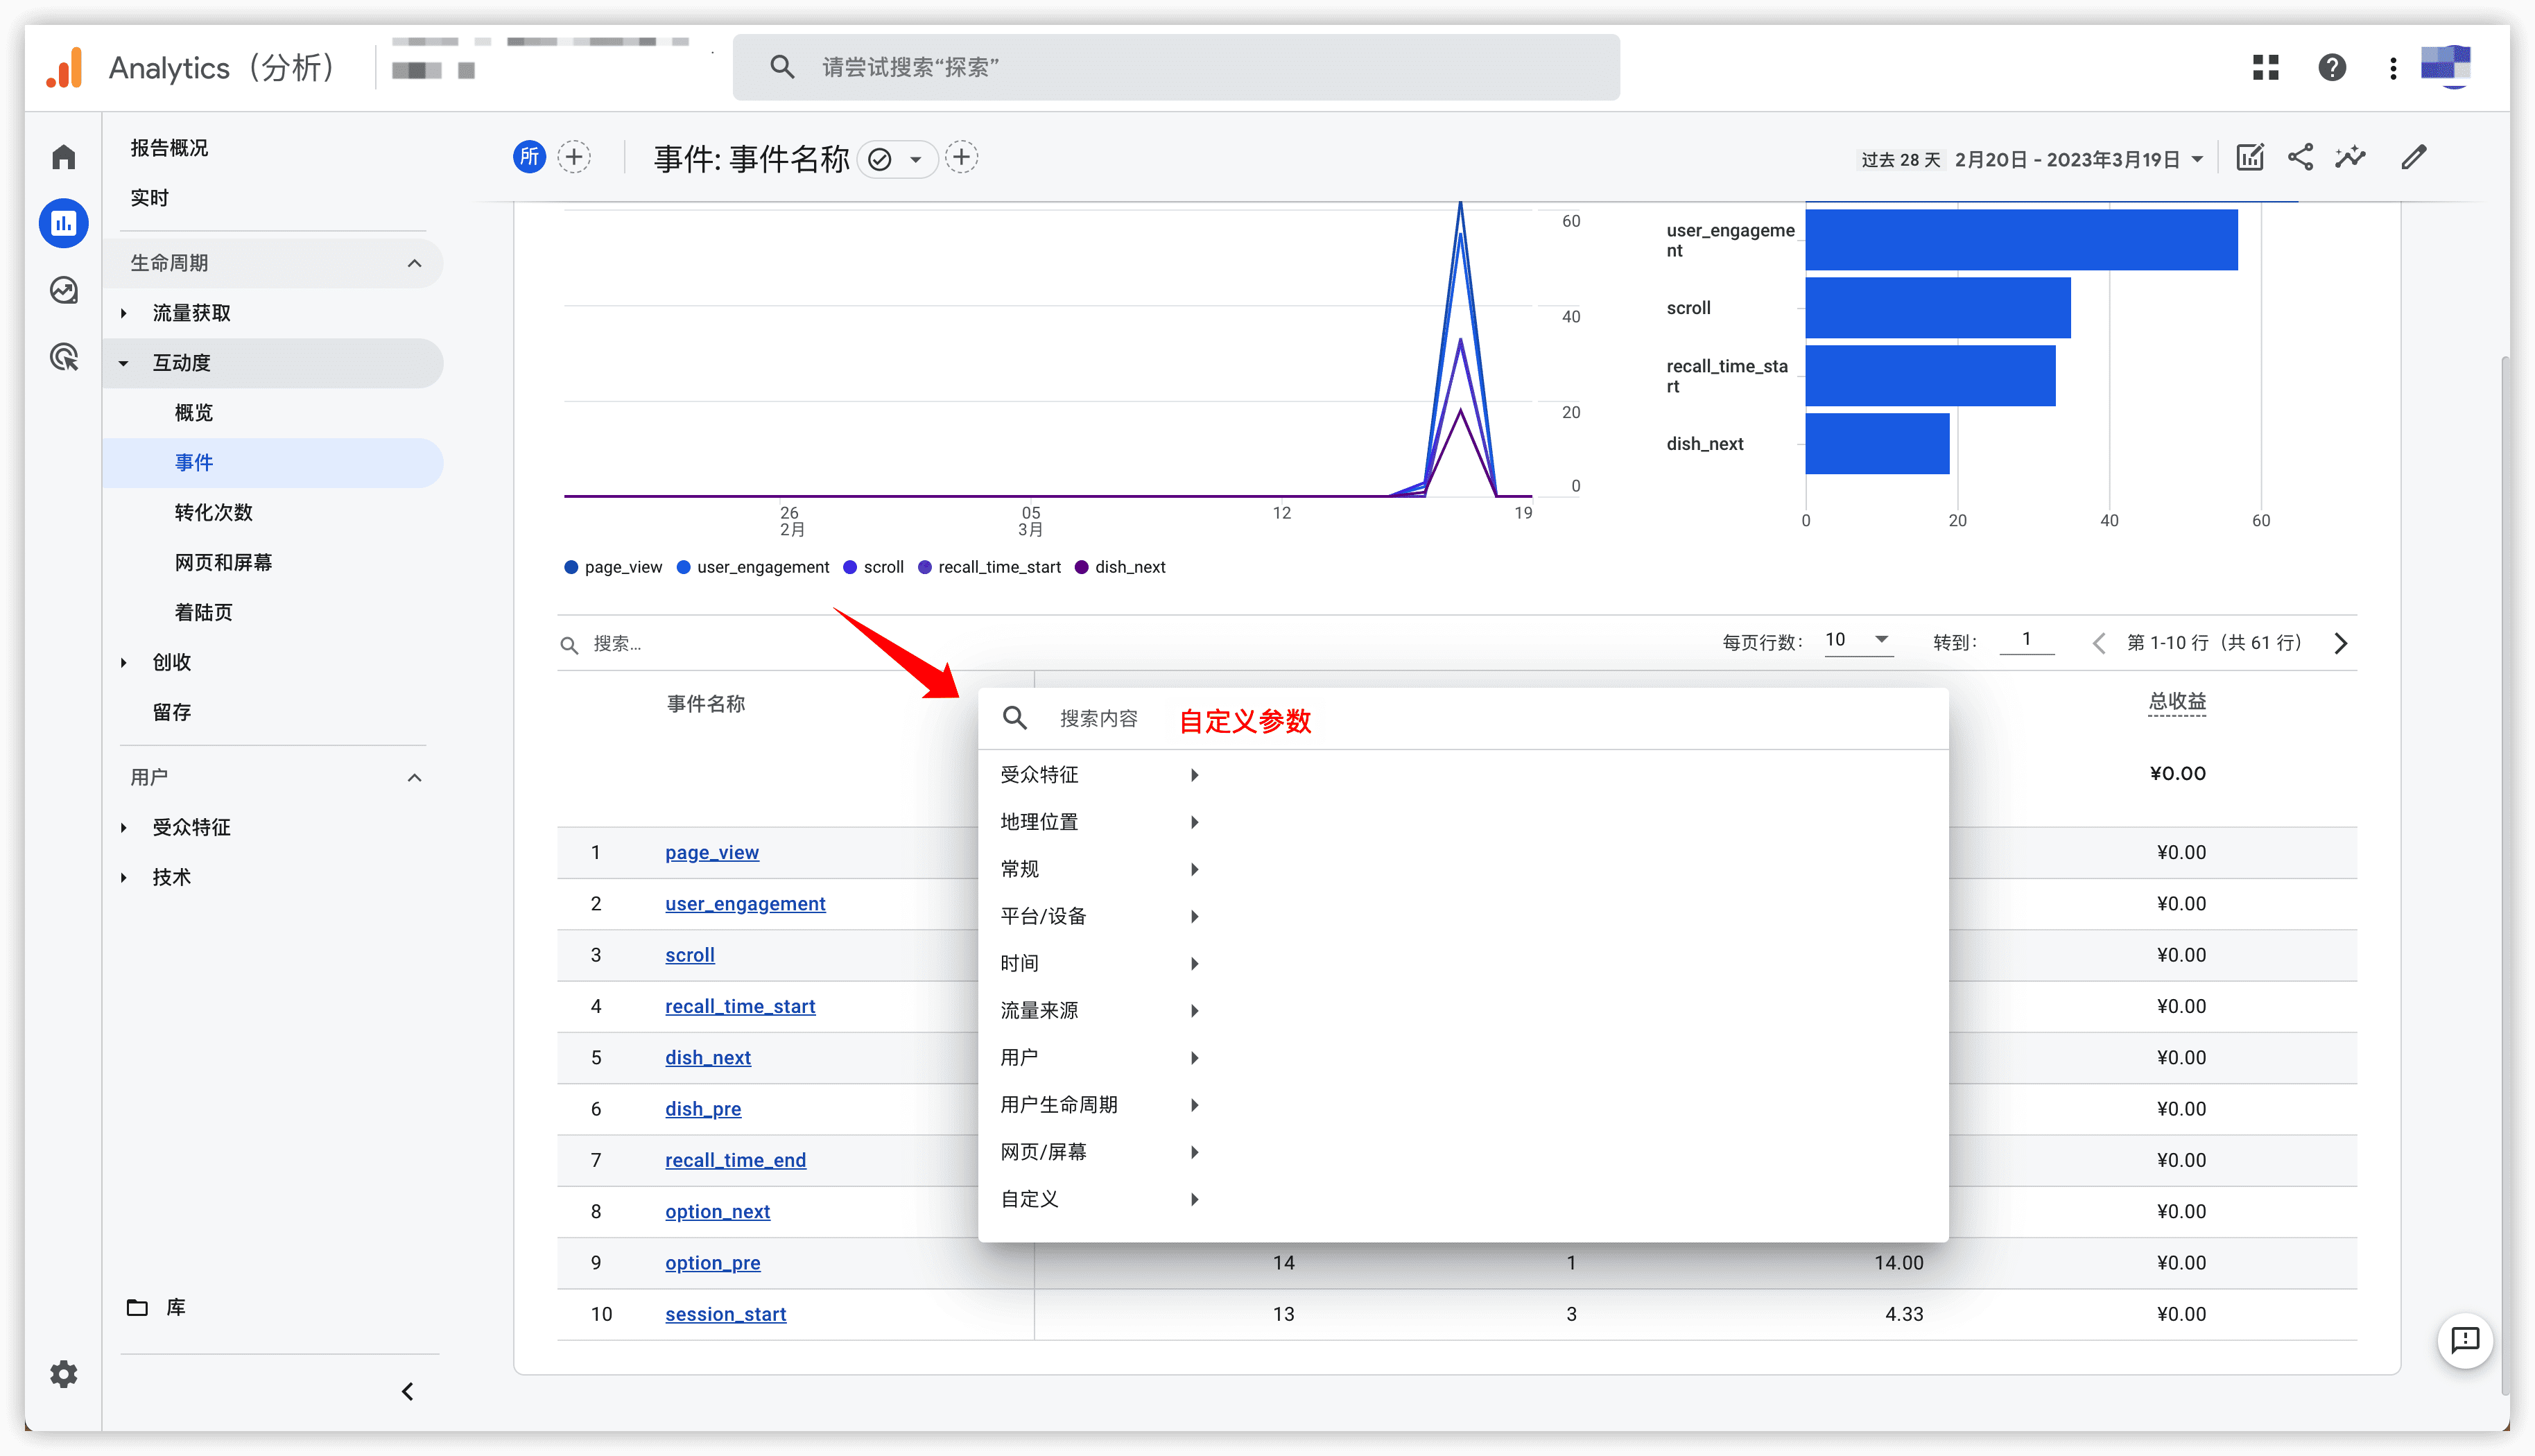 Analytics（分析）
请尝试搜索“探索”
报告概况
实时
生命周期
流量获取
互动度
概览
事件
转化次数
网页和屏幕
着陆页
创收
留存
用户
受众特征
技术
库
所
事件: 事件名称
过去 28 天 2月20日 - 2023年3月19日
60
40
20
0
26
2月
05
3月
12
19
page_view user_engagement scroll recall_time_start dish_next
user_engageme
nt
scroll
recall_time_sta
rt
dish_next
0 20 40 60
搜索...
每页行数： 10 转到： 1 第 1-10 行（共 61 行）
事件名称
总收益
¥0.00
搜索内容 自定义参数
受众特征
地理位置
常规
平台/设备
时间
流量来源
用户
用户生命周期
网页/屏幕
自定义
1 page_view ¥0.00
2 user_engagement ¥0.00
3 scroll ¥0.00
4 recall_time_start ¥0.00
5 dish_next ¥0.00
6 dish_pre ¥0.00
7 recall_time_end ¥0.00
8 option_next ¥0.00
9 option_pre 14 1 14.00 ¥0.00
10 session_start 13 3 4.33 ¥0.00